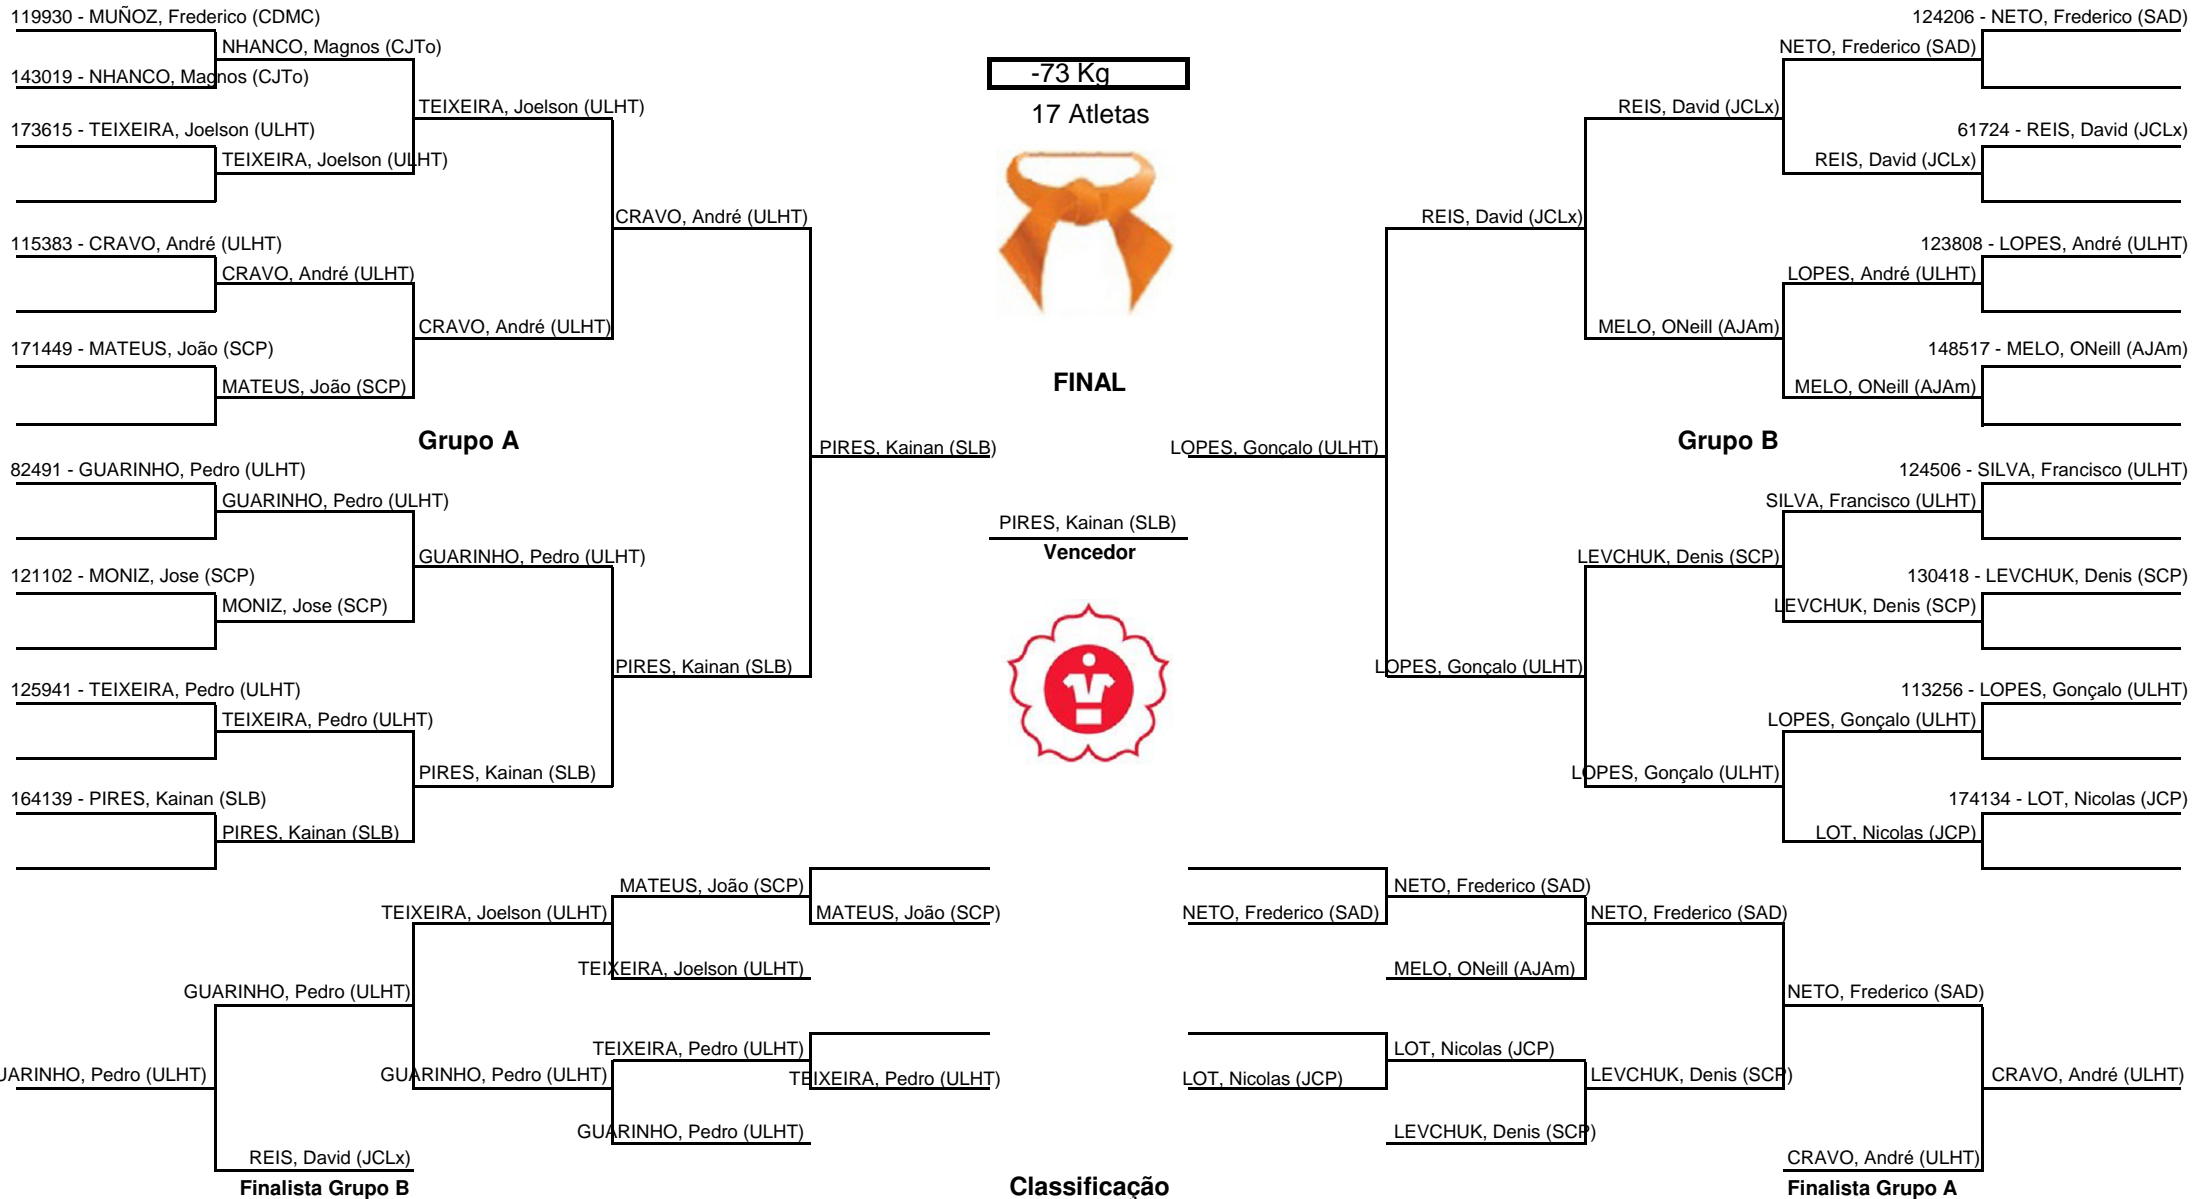 119930 - MUÑOZ, Frederico (CDMC)
NHANCO, Magnos (CJTo)
143019 - NHANCO, Magnos (CJTo)
TEIXEIRA, Joelson (ULHT)
173615 - TEIXEIRA, Joelson (ULHT)
TEIXEIRA, Joelson (ULHT)
CRAVO, André (ULHT)
115383 - CRAVO, André (ULHT)
CRAVO, André (ULHT)
CRAVO, André (ULHT)
171449 - MATEUS, João (SCP)
MATEUS, João (SCP)
Grupo A
PIRES, Kainan (SLB)
82491 - GUARINHO, Pedro (ULHT)
GUARINHO, Pedro (ULHT)
GUARINHO, Pedro (ULHT)
121102 - MONIZ, Jose (SCP)
MONIZ, Jose (SCP)
PIRES, Kainan (SLB)
125941 - TEIXEIRA, Pedro (ULHT)
TEIXEIRA, Pedro (ULHT)
PIRES, Kainan (SLB)
164139 - PIRES, Kainan (SLB)
PIRES, Kainan (SLB)
-73 Kg
17 Atletas
FINAL
PIRES, Kainan (SLB)
Vencedor
124206 - NETO, Frederico (SAD)
NETO, Frederico (SAD)
REIS, David (JCLx)
61724 - REIS, David (JCLx)
REIS, David (JCLx)
REIS, David (JCLx)
123808 - LOPES, André (ULHT)
LOPES, André (ULHT)
MELO, ONeill (AJAm)
148517 - MELO, ONeill (AJAm)
MELO, ONeill (AJAm)
Grupo B
LOPES, Gonçalo (ULHT)
124506 - SILVA, Francisco (ULHT)
SILVA, Francisco (ULHT)
LEVCHUK, Denis (SCP)
130418 - LEVCHUK, Denis (SCP)
LEVCHUK, Denis (SCP)
LOPES, Gonçalo (ULHT)
113256 - LOPES, Gonçalo (ULHT)
LOPES, Gonçalo (ULHT)
LOPES, Gonçalo (ULHT)
174134 - LOT, Nicolas (JCP)
LOT, Nicolas (JCP)
MATEUS, João (SCP)
TEIXEIRA, Joelson (ULHT)
MATEUS, João (SCP)
TEIXEIRA, Joelson (ULHT)
GUARINHO, Pedro (ULHT)
TEIXEIRA, Pedro (ULHT)
UARINHO, Pedro (ULHT)
GUARINHO, Pedro (ULHT)
TEIXEIRA, Pedro (ULHT)
GUARINHO, Pedro (ULHT)
REIS, David (JCLx)
Finalista Grupo B
NETO, Frederico (SAD)
NETO, Frederico (SAD)
NETO, Frederico (SAD)
MELO, ONeill (AJAm)
NETO, Frederico (SAD)
LOT, Nicolas (JCP)
LOT, Nicolas (JCP)
LEVCHUK, Denis (SCP)
CRAVO, André (ULHT)
LEVCHUK, Denis (SCP)
CRAVO, André (ULHT)
Classificação
Finalista Grupo A